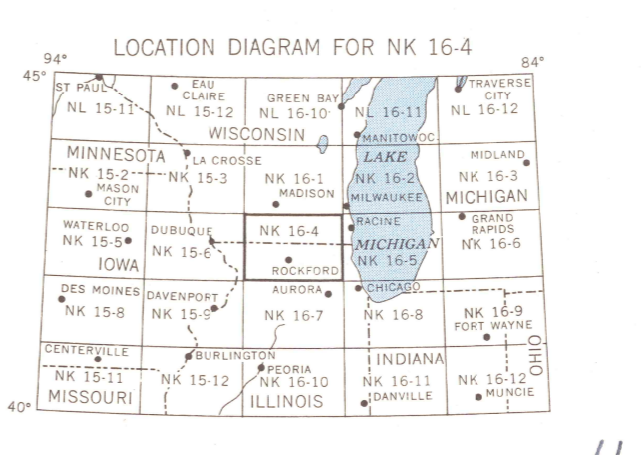 LOCATION DIAGRAM FOR NK 16-4
94° 84°
45°
ST PAUL
NL 15-11
EAU
CLAIRE
NL 15-12
GREEN BAY
NL 16-10
NL 16-11
TRAVERSE
CITY
NL 16-12
WISCONSIN
MANITOWOC
MINNESOTA
NK 15-2
MASON
CITY
LA CROSSE
NK 15-3
NK 16-1
MADISON
LAKE
NK 16-2
MILWAUKEE
MIDLAND
NK 16-3
MICHIGAN
WATERLOO
NK 15-5
IOWA
DUBUQUE
NK 15-6
NK 16-4
ROCKFORD
RACINE
MICHIGAN
NK 16-5
GRAND
RAPIDS
NK 16-6
DES MOINES
NK 15-8
DAVENPORT
NK 15-9
AURORA
NK 16-7
CHICAGO
NK 16-8
NK 16-9
FORT WAYNE
CENTERVILLE
NK 15-11
MISSOURI
BURLINGTON
NK 15-12
PEORIA
NK 16-10
ILLINOIS
INDIANA
NK 16-11
DANVILLE
OHIO
NK 16-12
MUNCIE
40°